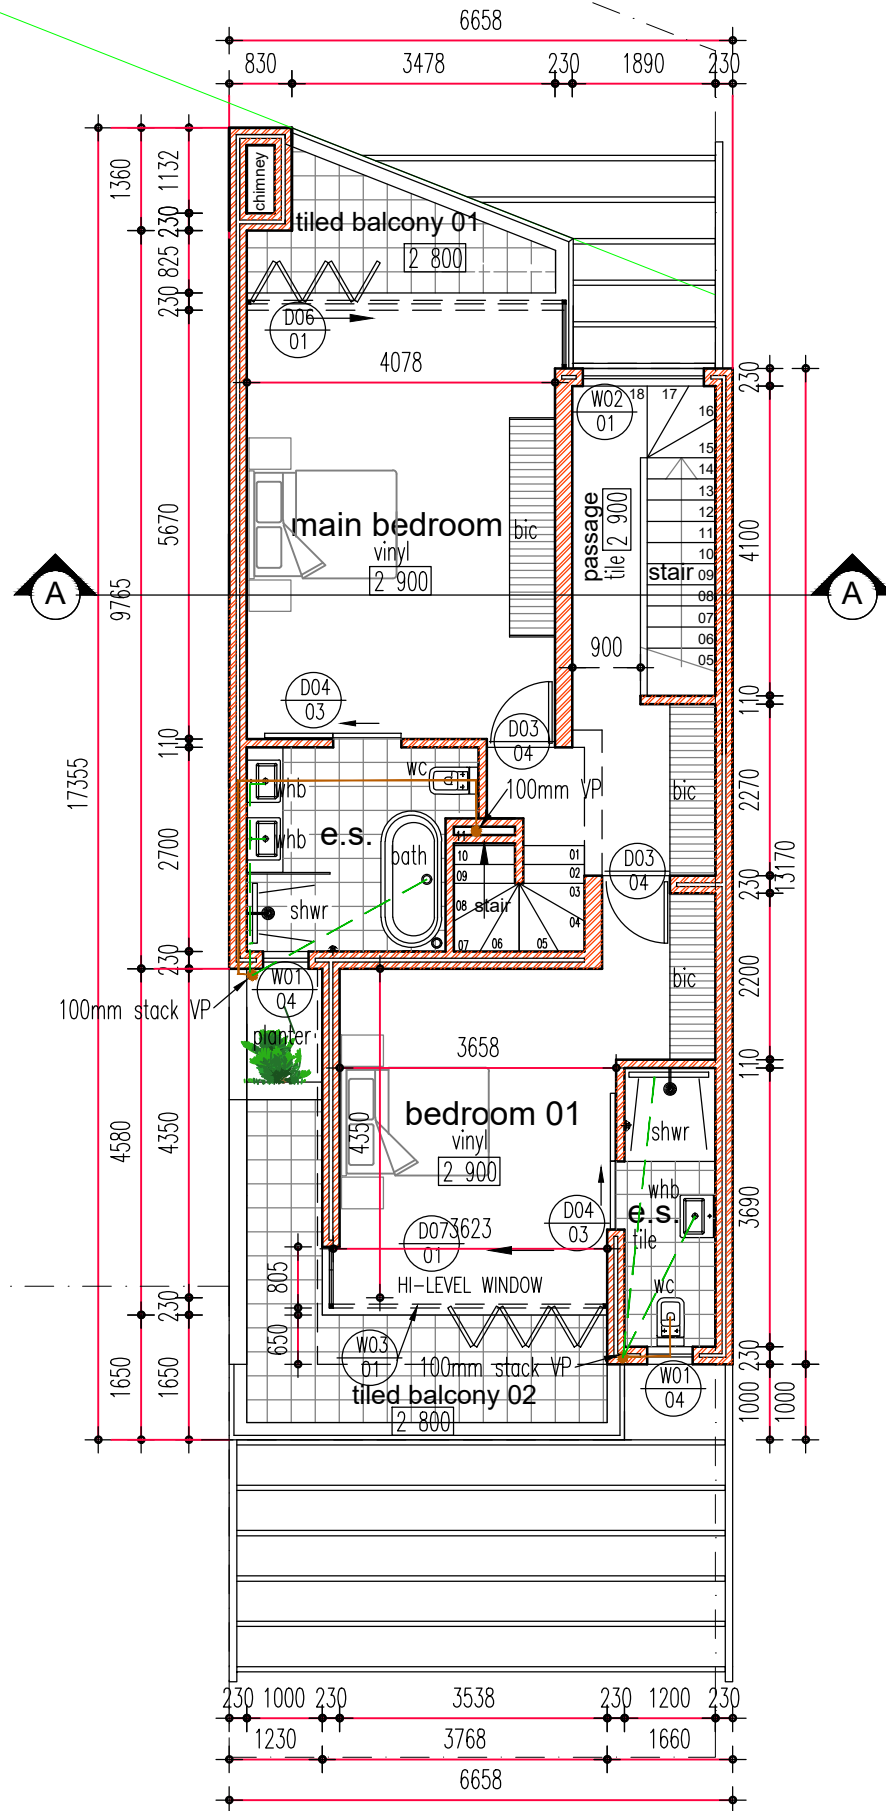 6658
830 3478 230 1890 230
1360
1132
chimney
230
tiled balcony 01
2 800
825
230
D06
01
4078
230
W02
01
18 17
16
15
14
13
12
11
10
09
08
07
06
05
passage
tile 2 900
stair
main bedroom
bic
vinyl
2 900
5670
4100
A
A
9765
900
D04
03
D03
04
110
110
wc
100mm VP
whb
whb
e.s.
bath
shwr
17355
2700
11
10
09
08
07
06
05
04
03
02
01
stair
bic
2270
D03
04
230
13170
230
W01
04
100mm stack VP
planter
bic
2200
3658
110
bedroom 01
vinyl
2 900
4350
4580
4350
shwr
whb
e.s.
tile
wc
3690
D04
03
D07
01
3623
HI-LEVEL WINDOW
805
230
650
W03
01
100mm stack VP
230
tiled balcony 02
2 800
W01
04
1650
1650
1000
1000
230 1000 230 3538 230 1200 230
1230 3768 1660
6658